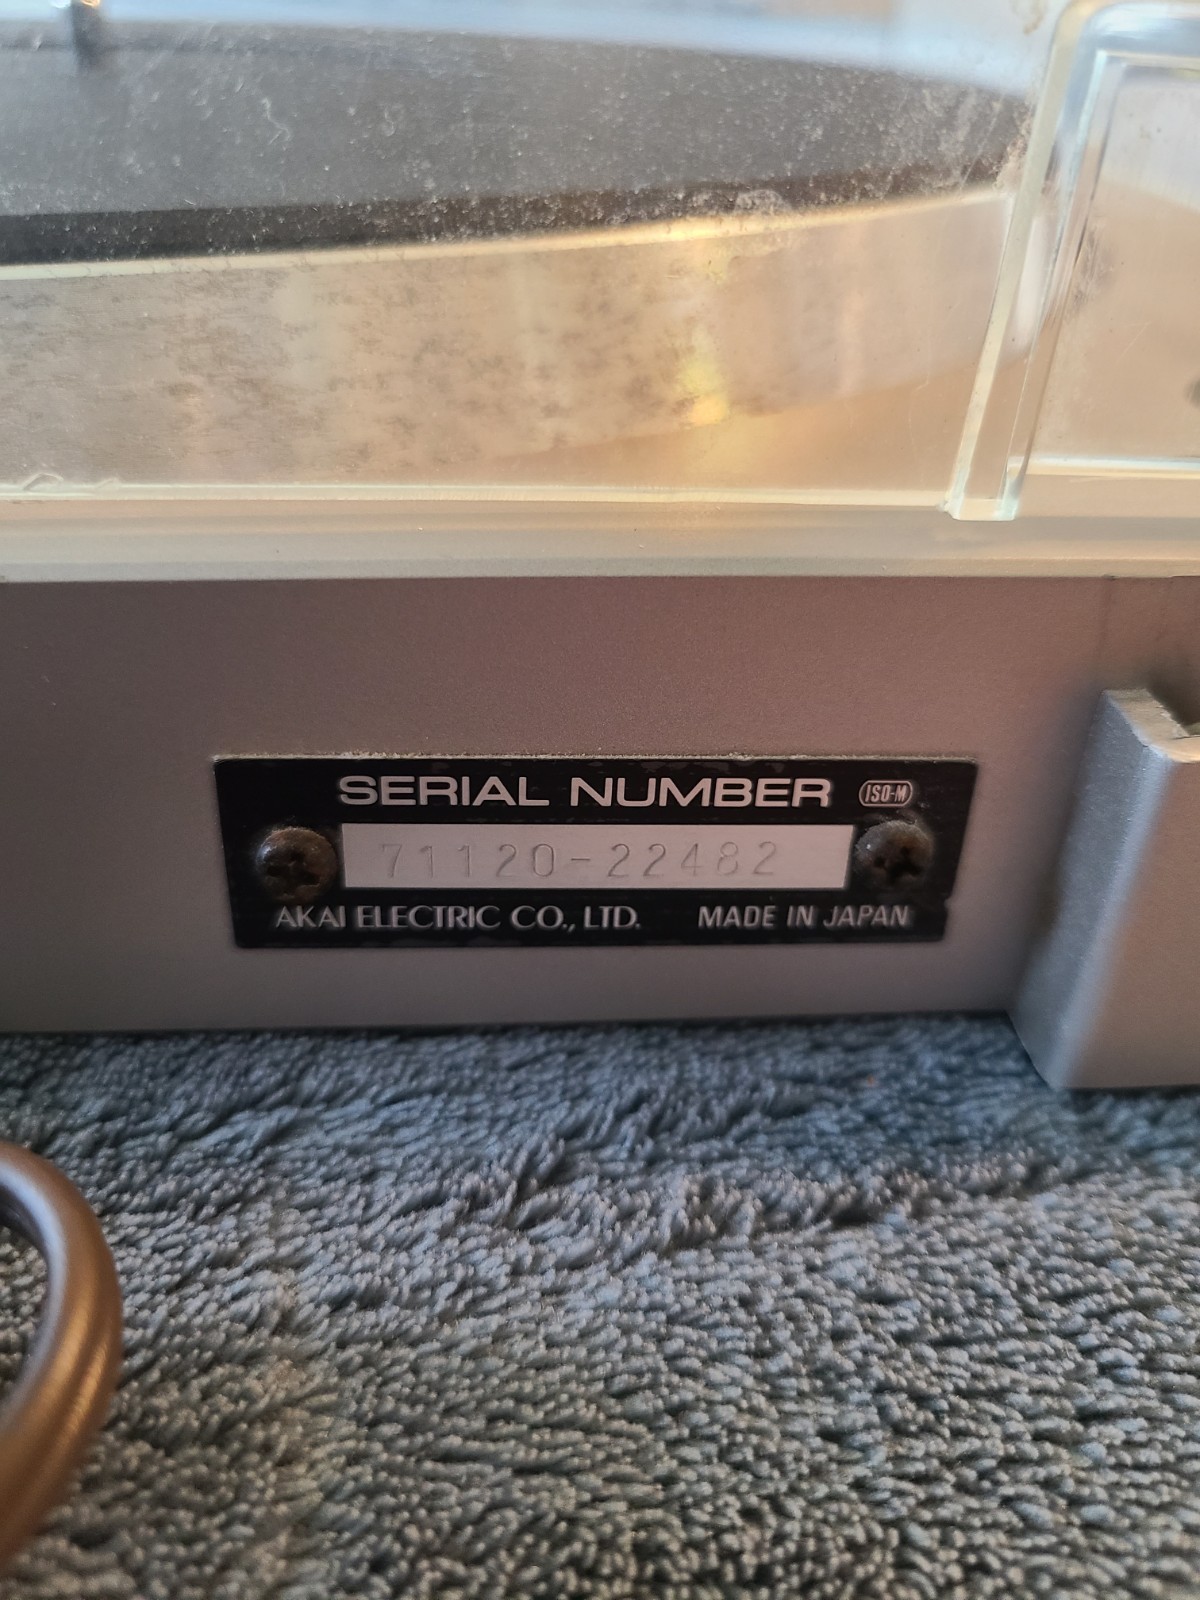 SERIAL NUMBER ISO-M
71120-22482
AKAI ELECTRIC CO., LTD. MADE IN JAPAN